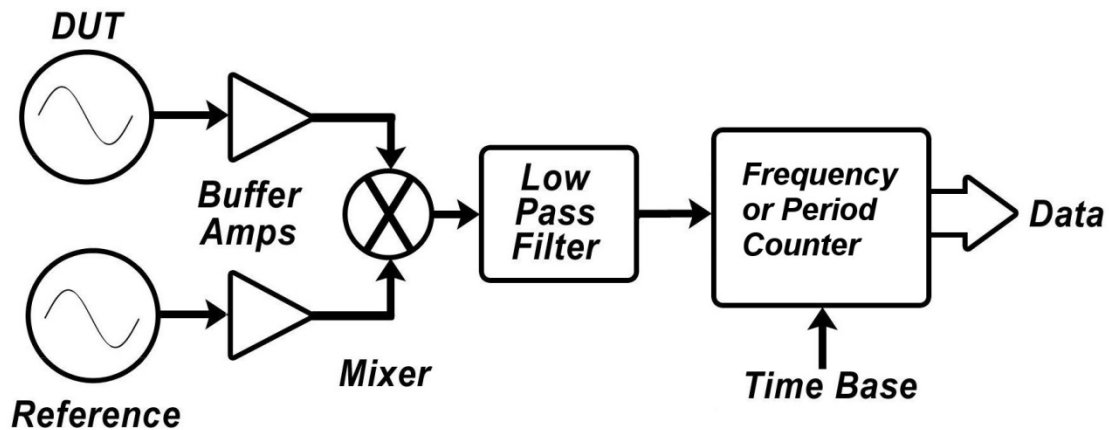 DUT
Buffer
Amps
Low
Pass
Filter
Frequency
or Period
Counter
Data
Mixer
Time Base
Reference